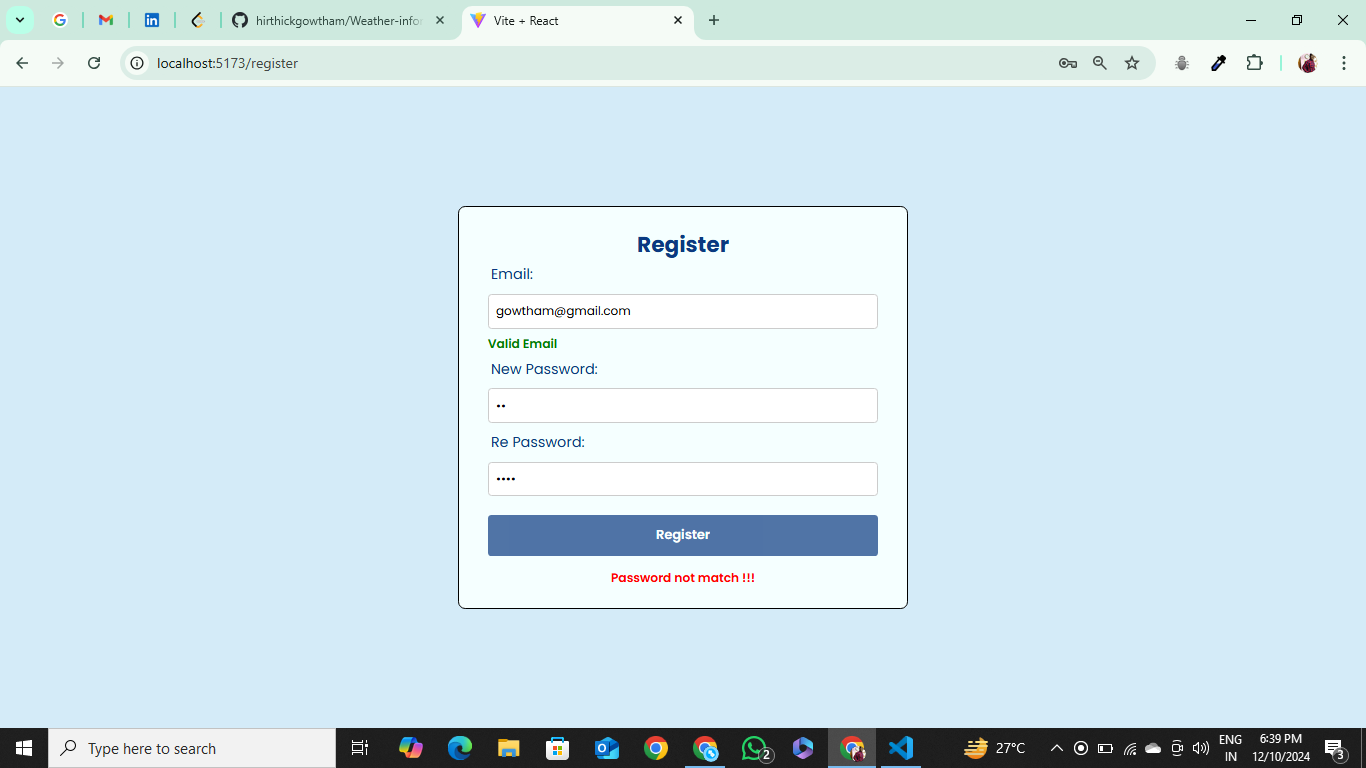 hirthickgowtham/Weather-infor
Vite + React
localhost:5173/register
Register
Email:
gowtham@gmail.com
Valid Email
New Password:
Re Password:
Register
Password not match !!!
Type here to search
2
27°C
ENG
IN
6:39 PM
12/10/2024
3